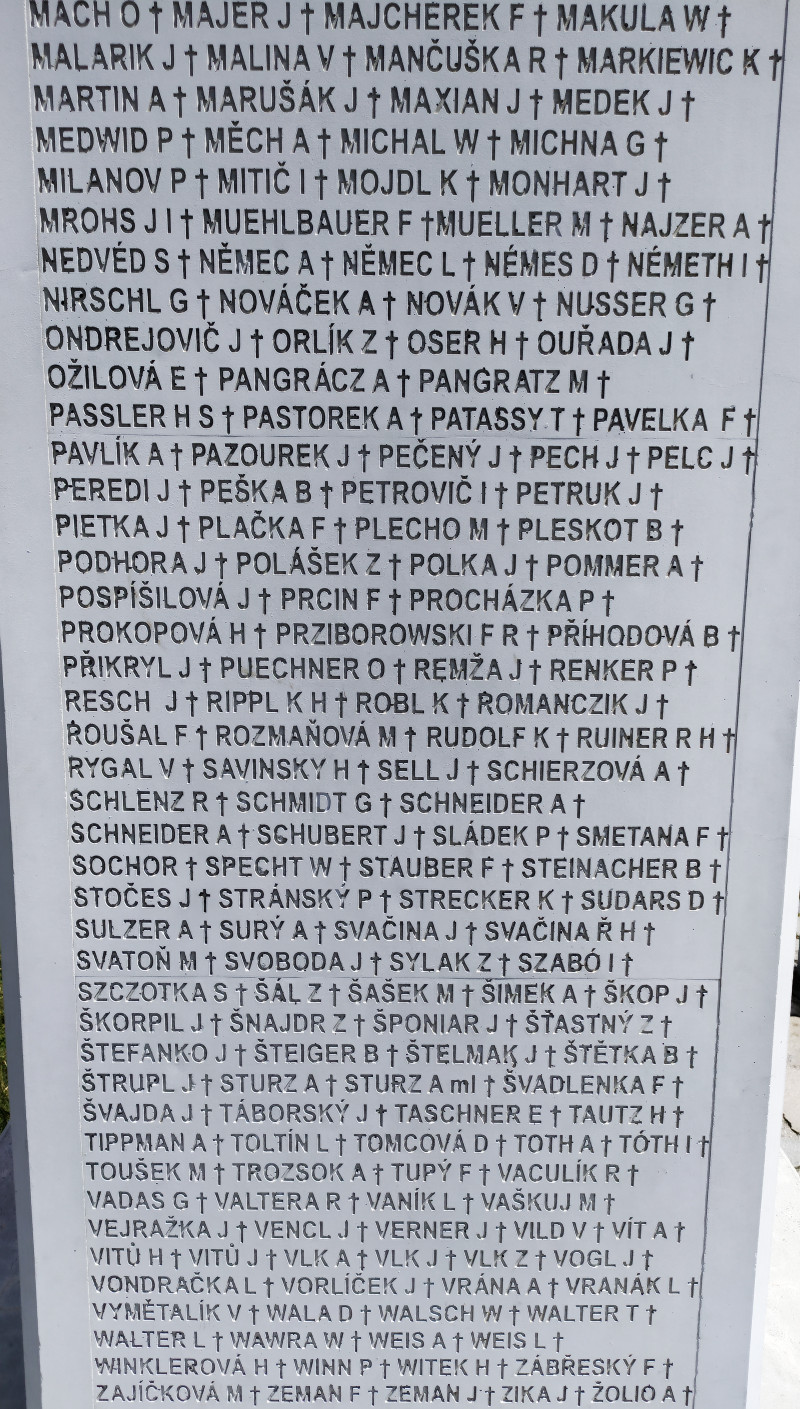 MACH O † MAJER J † MAJCHEREK F † MAKULA W †
MALARIK J † MALINA V † MANČUŠKA R † MARKIEWIC K †
MARTIN A † MARUŠÁK J † MAXIAN J † MEDEK J †
MEDWID P † MĚCH A † MICHAL W † MICHNA G †
MILANOV P † MITIČ I † MOJDL K † MONHART J †
MROHS J I † MUEHLBAUER F † MUELLER M † NAJZER A †
NEDVÉD S † NĚMEC A † NĚMEC L † NÉMES D † NÉMETH I †
NIRSCHL G † NOVÁČEK A † NOVÁK V † NUSSER G †
ONDREJOVIČ J † ORLÍK Z † OSER H † OUŘADA J †
OŽILOVÁ E † PANGRÁCZ A † PANGRATZ M †
PASSLER H S † PASTOREK A † PATASSY T † PAVELKA F †
PAVLÍK A † PAZOUREK J † PEČENÝ J † PECH J † PELC J †
PEREDI J † PEŠKA B † PETROVIČ I † PETRUK J †
PIETKA J † PLAČKA F † PLECHO M † PLESKOT B †
PODHORA J † POLÁŠEK Z † POLKA J † POMMER A †
POSPÍŠILOVÁ J † PRCIN F † PROCHÁZKA P †
PROKOPOVÁ H † PRZIBOROWSKI F R † PŘÍHODOVÁ B †
PŘIKRYL J † PUECHNER O † REMŽA J † RENKER P †
RESCH J † RIPPL K H † ROBL K † ROMANCZIK J †
ROUŠAL F † ROZMAŇOVÁ M † RUDOLF K † RUINER R H †
RYGAL V † SAVINSKY H † SELL J † SCHIERZOVÁ A †
SCHLENZ R † SCHMIDT G † SCHNEIDER A †
SCHNEIDER A † SCHUBERT J † SLÁDEK P † SMETANA F †
SOCHOR † SPECHT W † STAUBER F † STEINACHER B †
STOČES J † STRÁNSKÝ P † STRECKER K † SUDARS D †
SULZER A † SURÝ A † SVAČINA J † SVAČINA Ř H †
SVATOŇ M † SVOBODA J † SYLAK Z † SZABÓ I †
SZCZOTKA S † ŠÁL Z † ŠAŠEK M † ŠIMEK A † ŠKOP J †
ŠKORPIL J † ŠNAJDR Z † ŠPONIAR J † ŠŤASTNÝ Z †
ŠTEFANKO J † ŠTEIGER B † ŠTELMAK J † ŠTĚTKA B †
ŠTRUPL J † STURZ A † STURZ A ml † ŠVADLENKA F †
ŠVAJDA J † TÁBORSKÝ J † TASCHNER E † TAUTZ H †
TIPPMAN A † TOLTÍN L † TOMCOVÁ D † TOTH A † TÓTH I †
TOUŠEK M † TROZSOK A † TUPÝ F † VACULÍK R †
VADAS G † VALTERA R † VANÍK L † VAŠKUJ M †
VEJRAŽKA J † VENCL J † VERNER J † VILD V † VÍT A †
VITŮ H † VITŮ J † VLK A † VLK J † VLK Z † VOGL J †
VONDRAČKA L † VORLÍČEK J † VRÁNA A † VRANÁK L †
VYMĚTALÍK V † WALA D † WALSCH W † WALTER T †
WALTER L † WAWRA W † WEIS A † WEIS L †
WINKLEROVÁ H † WINN P † WITEK H † ZÁBŘESKÝ F †
ZAJÍČKOVÁ M † ZEMAN F † ZEMAN J † ZIKA J † ŽOLIO A †